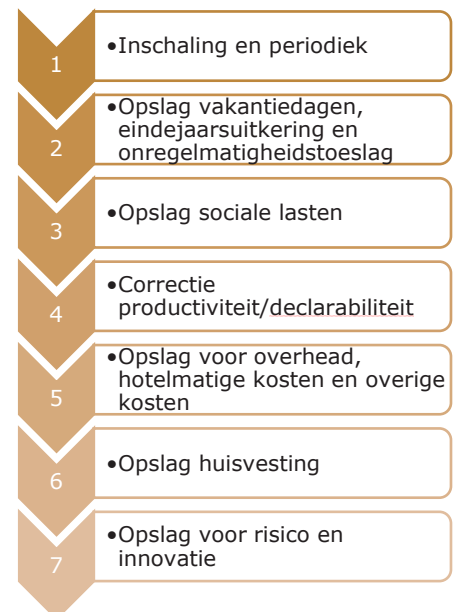 1
•Inschaling en periodiek
2
•Opslag vakantiedagen,
eindejaarsuitkering en
onregelmatigheidstoeslag
3
•Opslag sociale lasten
4
•Correctie
productiviteit/declarabiliteit
5
•Opslag voor overhead,
hotelmatige kosten en overige
kosten
6
•Opslag huisvesting
7
•Opslag voor risico en
innovatie